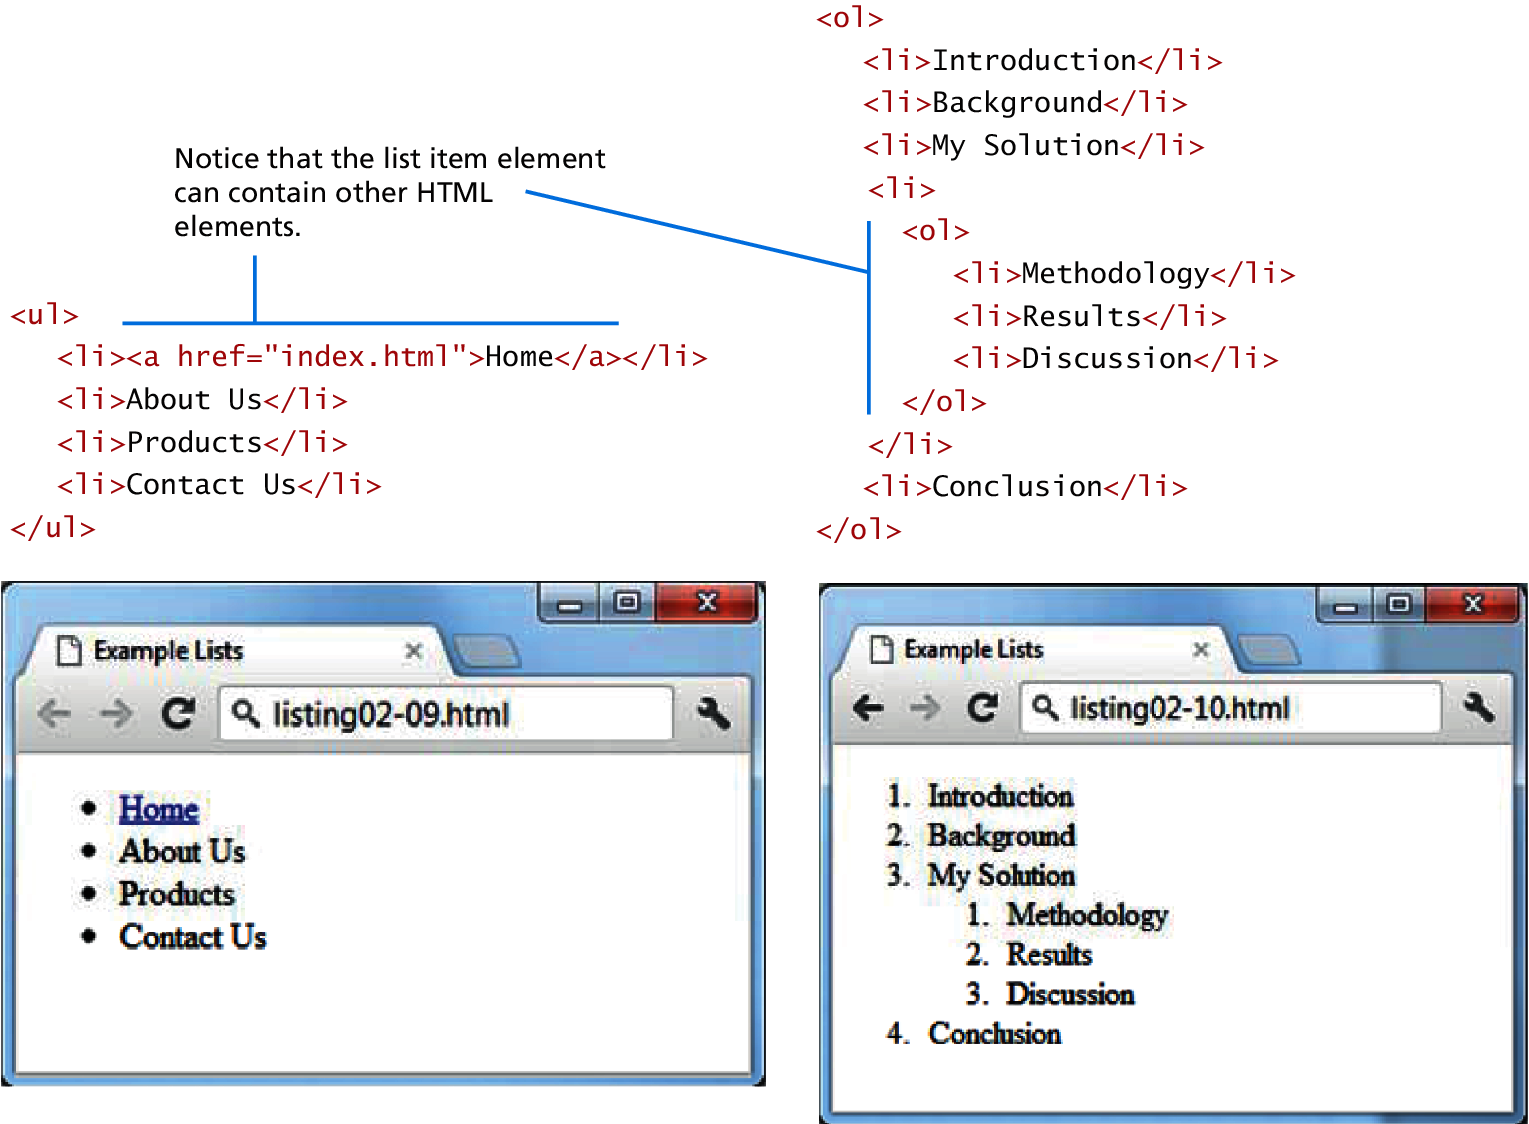 Notice that the list item element
can contain other HTML
elements.
<ul>
<li><a href="index.html">Home</a></li>
<li>About Us</li>
<li>Products</li>
<li>Contact Us</li>
</ul>
<ol>
<li>Introduction</li>
<li>Background</li>
<li>My Solution</li>
<li>
<ol>
<li>Methodology</li>
<li>Results</li>
<li>Discussion</li>
</ol>
</li>
<li>Conclusion</li>
</ol>
Example Lists
listing02-09.html
• Home
• About Us
• Products
• Contact Us
Example Lists
listing02-10.html
1. Introduction
2. Background
3. My Solution
1. Methodology
2. Results
3. Discussion
4. Conclusion